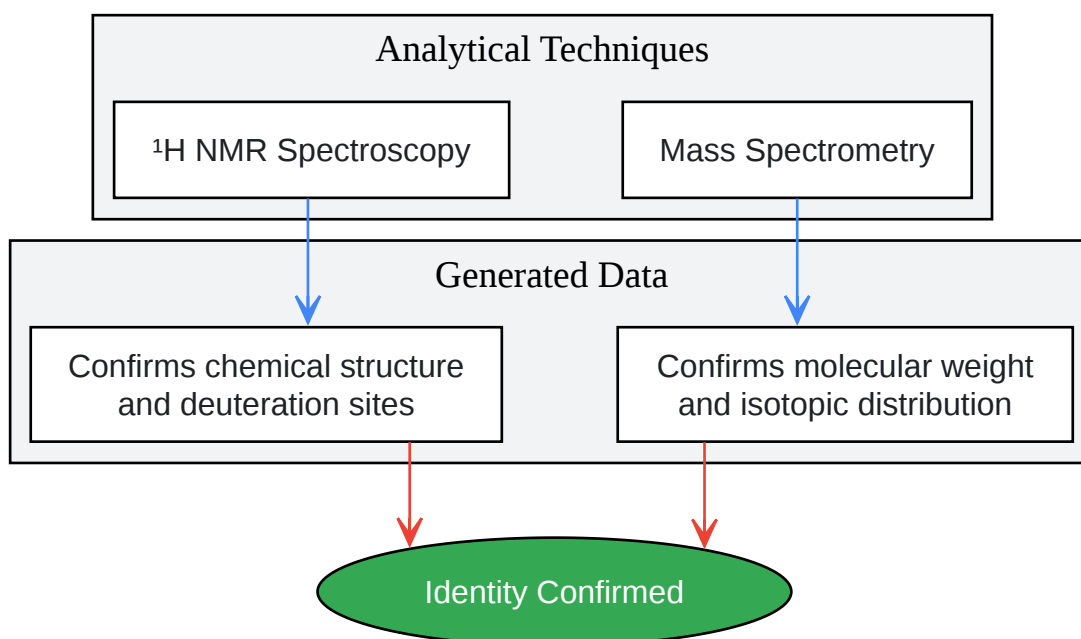 Analytical Techniques
¹H NMR Spectroscopy
Mass Spectrometry
Generated Data
Confirms chemical structure
and deuteration sites
Confirms molecular weight
and isotopic distribution
Identity Confirmed